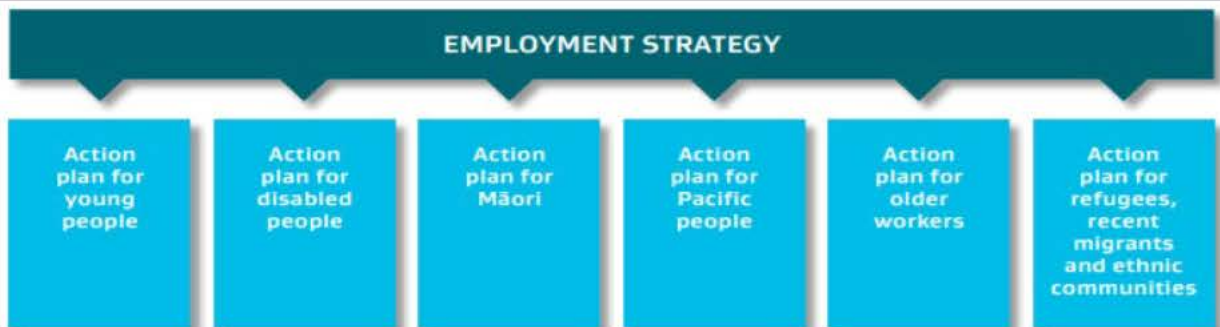 EMPLOYMENT STRATEGY
Action
plan for
young
people
Action
plan for
disabled
people
Action
plan for
Māori
Action
plan for
Pacific
people
Action
plan for
older
workers
Action
plan for
refugees,
recent
migrants
and ethnic
communities